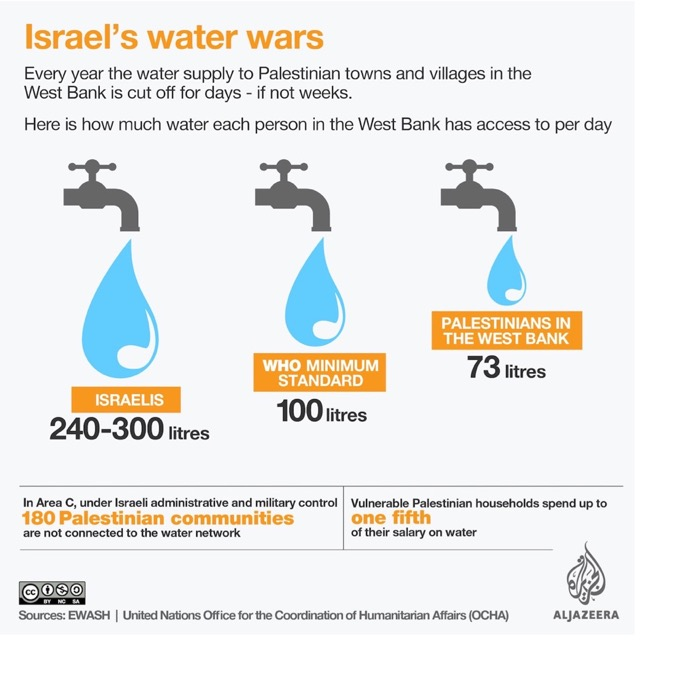 Israel's water wars
Every year the water supply to Palestinian towns and villages in the
West Bank is cut off for days - if not weeks.
Here is how much water each person in the West Bank has access to per day
ISRAELIS
240-300 litres
WHO MINIMUM
STANDARD
100 litres
PALESTINIANS IN
THE WEST BANK
73 litres
In Area C, under Israeli administrative and military control
180 Palestinian communities
are not connected to the water network
Vulnerable Palestinian households spend up to
one fifth
of their salary on water
cc
BY NC SA
Sources: EWASH | United Nations Office for the Coordination of Humanitarian Affairs (OCHA)
الجزيرة
ALJAZEERA